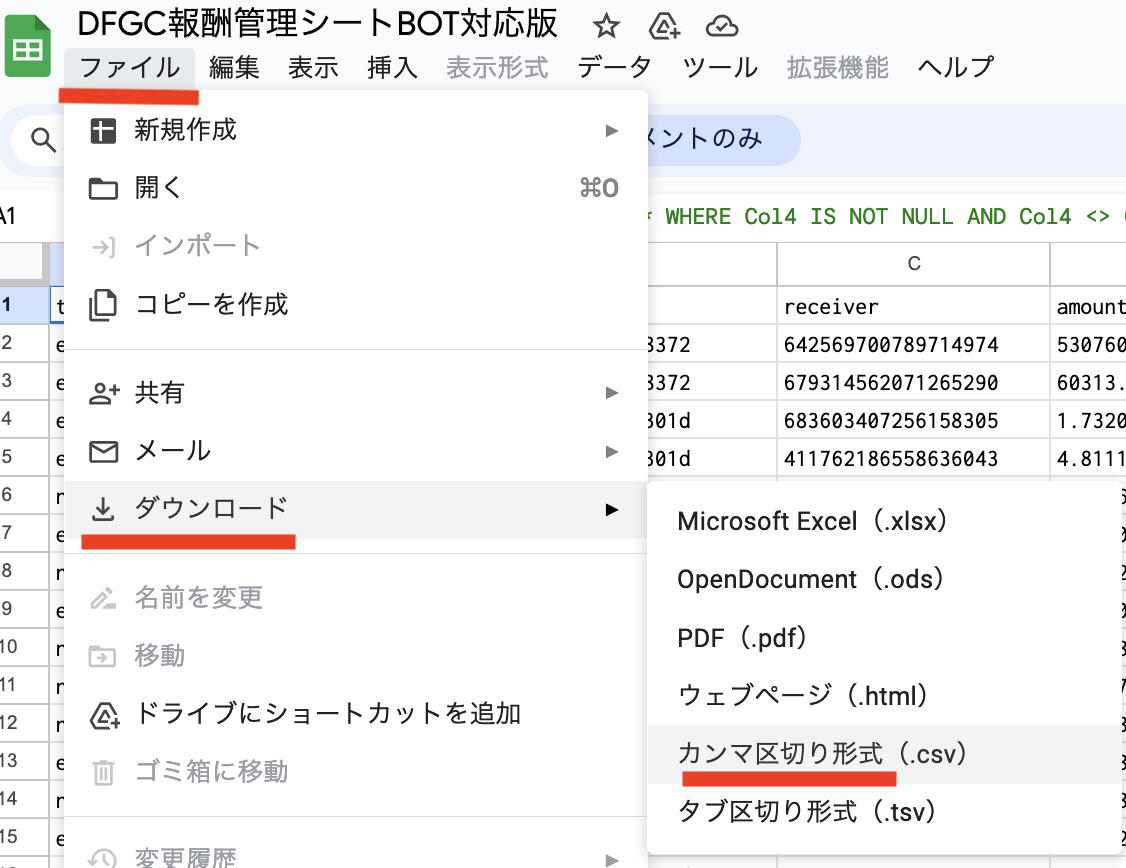 DFGC報酬管理シートBOT対応版
ファイル 編集 表示 挿入 表示形式 データ ツール 拡張機能 ヘルプ
新規作成
メントのみ
開く ⌘O
A1
* WHERE Col4 IS NOT NULL AND Col4 <>
インポート
C
コピーを作成
1 t receiver amount
2 e 8372 642569700789714974 530760
3 e 8372 679314562071265290 60313.
共有
4 e 301d 683603407256158305 1.7320
5 e 301d 411762186558636043 4.8111
メール
6 n
ダウンロード
7 e
Microsoft Excel（.xlsx）
8 n
OpenDocument（.ods）
9 e
名前を変更
PDF（.pdf）
10 n
移動
11 n
ウェブページ（.html）
12 n
ドライブにショートカットを追加
13 e
カンマ区切り形式（.csv）
ゴミ箱に移動
14 n
タブ区切り形式（.tsv）
15 e
変更履歴